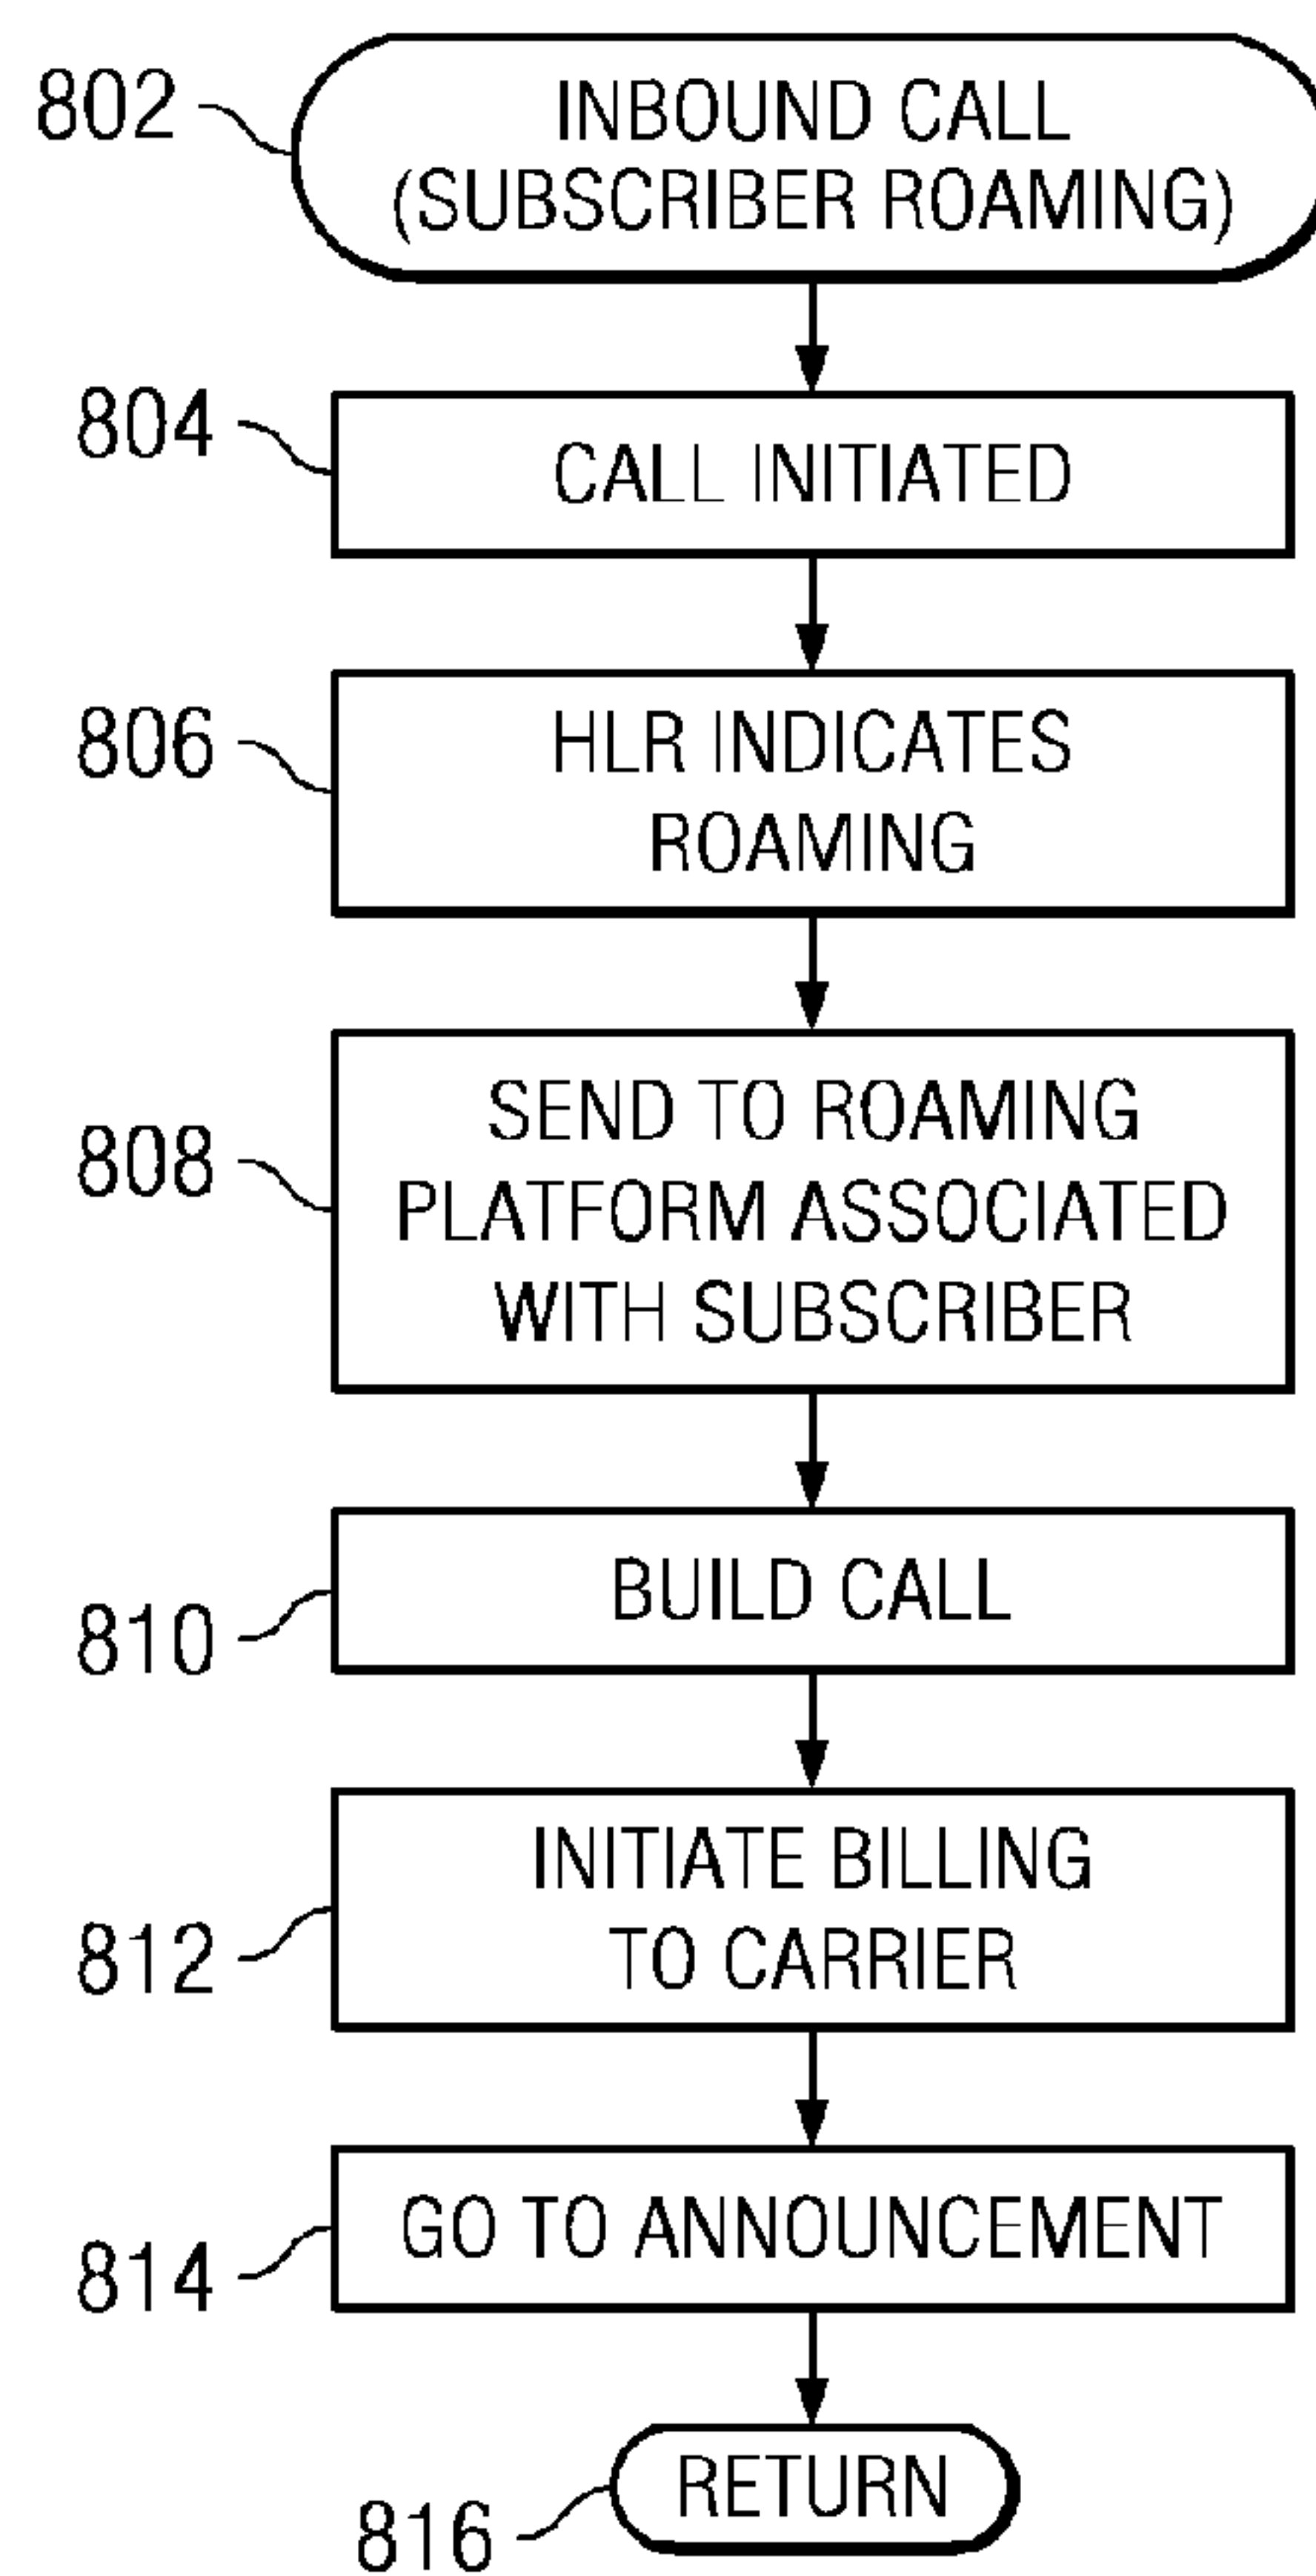 802
INBOUND CALL
(SUBSCRIBER ROAMING)
804
CALL INITIATED
806
HLR INDICATES
ROAMING
808
SEND TO ROAMING
PLATFORM ASSOCIATED
WITH SUBSCRIBER
810
BUILD CALL
812
INITIATE BILLING
TO CARRIER
814
GO TO ANNOUNCEMENT
816
RETURN